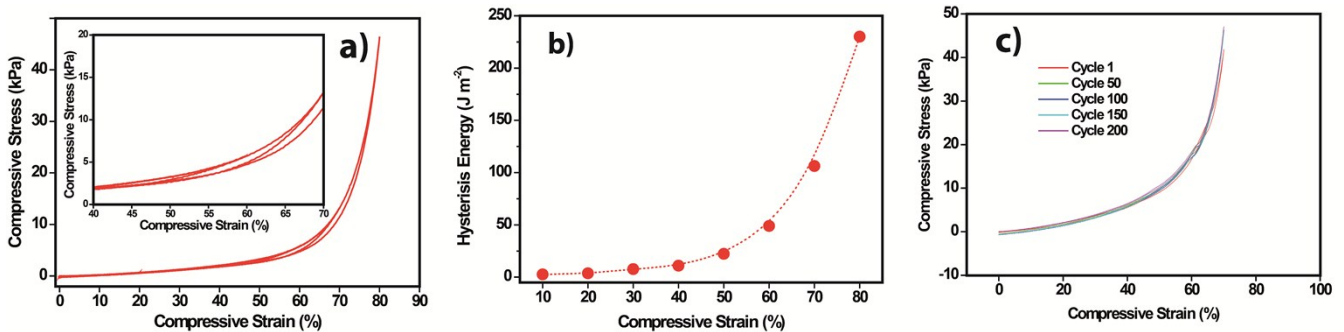 a)
Compressive Stress (kPa)
40
30
20
10
0
0 10 20 30 40 50 60 70 80 90
Compressive Strain (%)
Compressive Stress (kPa)
20
15
10
5
0
40 45 50 55 60 65 70
Compressive Strain (%)
b)
Hysterisis Energy (J m-2)
250
200
150
100
50
0
10 20 30 40 50 60 70 80
Compressive Strain (%)
c)
Compressive Stress (kPa)
50
40
30
20
10
0
-10
Cycle 1
Cycle 50
Cycle 100
Cycle 150
Cycle 200
0 20 40 60 80 100
Compressive Strain (%)